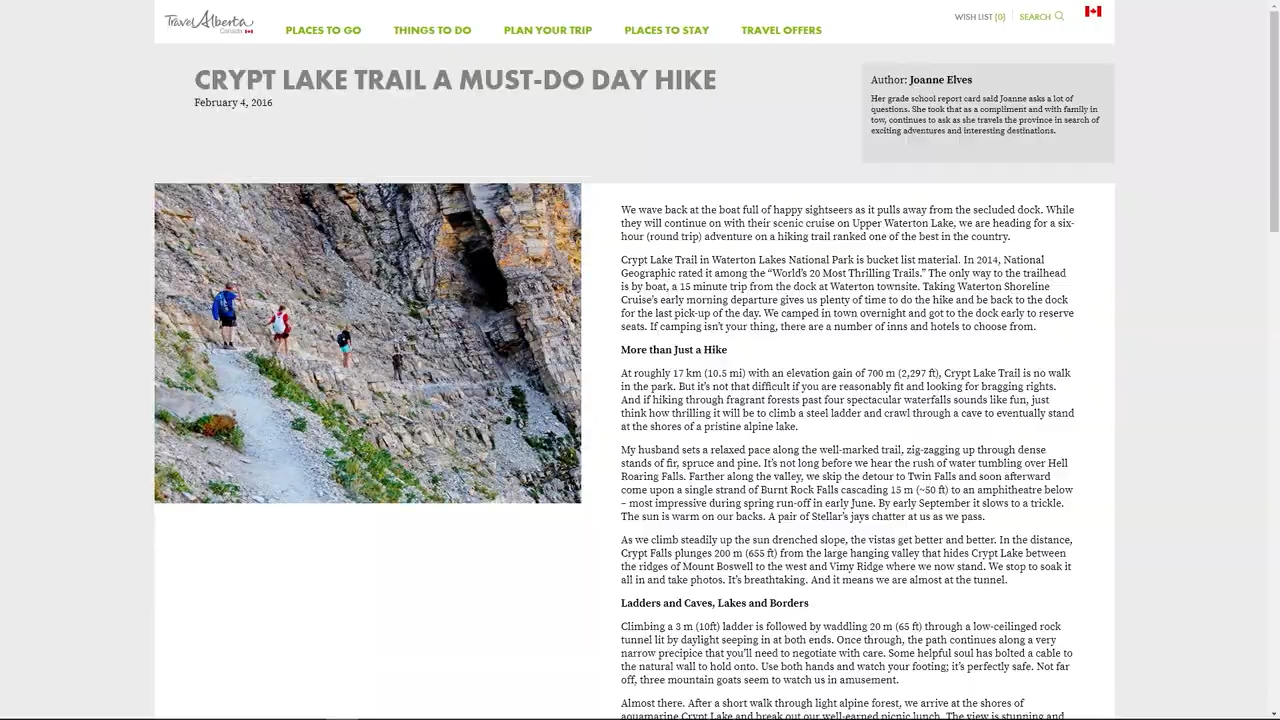 Travel Alberta
Canada
PLACES TO GO THINGS TO DO PLAN YOUR TRIP PLACES TO STAY TRAVEL OFFERS
WISH LIST (0) SEARCH
CRYPT LAKE TRAIL A MUST-DO DAY HIKE
February 4, 2016
Author: Joanne Elves
Her grade school report card said Joanne asks a lot of
questions. She took that as a compliment and with family in
tow, continues to ask as she travels the province in search of
exciting adventures and interesting destinations.
We wave back at the boat full of happy sightseers as it pulls away from the secluded dock. While
they will continue on with their scenic cruise on Upper Waterton Lake, we are heading for a six-
hour (round trip) adventure on a hiking trail ranked one of the best in the country.
Crypt Lake Trail in Waterton Lakes National Park is bucket list material. In 2014, National
Geographic rated it among the “World’s 20 Most Thrilling Trails.” The only way to the trailhead
is by boat, a 15 minute trip from the dock at Waterton townsite. Taking Waterton Shoreline
Cruise’s early morning departure gives us plenty of time to do the hike and be back to the dock
for the last pick-up of the day. We camped in town overnight and got to the dock early to reserve
seats. If camping isn’t your thing, there are a number of inns and hotels to choose from.
More than Just a Hike
At roughly 17 km (10.5 mi) with an elevation gain of 700 m (2,297 ft), Crypt Lake Trail is no walk
in the park. But it’s not that difficult if you are reasonably fit and looking for bragging rights.
And if hiking through fragrant forests past four spectacular waterfalls sounds like fun, just
think how thrilling it will be to climb a steel ladder and crawl through a cave to eventually stand
at the shores of a pristine alpine lake.
My husband sets a relaxed pace along the well-marked trail, zig-zagging up through dense
stands of fir, spruce and pine. It’s not long before we hear the rush of water tumbling over Hell
Roaring Falls. Farther along the valley, we skip the detour to Twin Falls and soon afterward
come upon a single strand of Burnt Rock Falls cascading 15 m (~50 ft) to an amphitheatre below
– most impressive during spring run-off in early June. By early September it slows to a trickle.
The sun is warm on our backs. A pair of Stellar’s jays chatter at us as we pass.
As we climb steadily up the sun drenched slope, the vistas get better and better. In the distance,
Crypt Falls plunges 200 m (655 ft) from the large hanging valley that hides Crypt Lake between
the ridges of Mount Boswell to the west and Vimy Ridge where we now stand. We stop to soak it
all in and take photos. It’s breathtaking. And it means we are almost at the tunnel.
Ladders and Caves, Lakes and Borders
Climbing a 3 m (10ft) ladder is followed by waddling 20 m (65 ft) through a low-ceilinged rock
tunnel lit by daylight seeping in at both ends. Once through, the path continues along a very
narrow precipice that you’ll need to negotiate with care. Some helpful soul has bolted a cable to
the natural wall to hold onto. Use both hands and watch your footing; it’s perfectly safe. Not far
off, three mountain goats seem to watch us in amusement.
Almost there. After a short walk through light alpine forest, we arrive at the shores of
aquamarine Crypt Lake and break out our well-earned picnic lunch. The view is stunning and